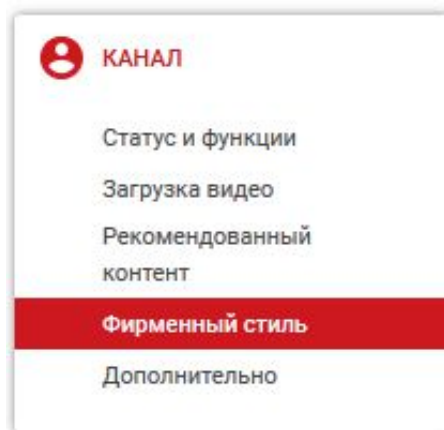 КАНАЛ
Статус и функции
Загрузка видео
Рекомендованный
контент
Фирменный стиль
Дополнительно